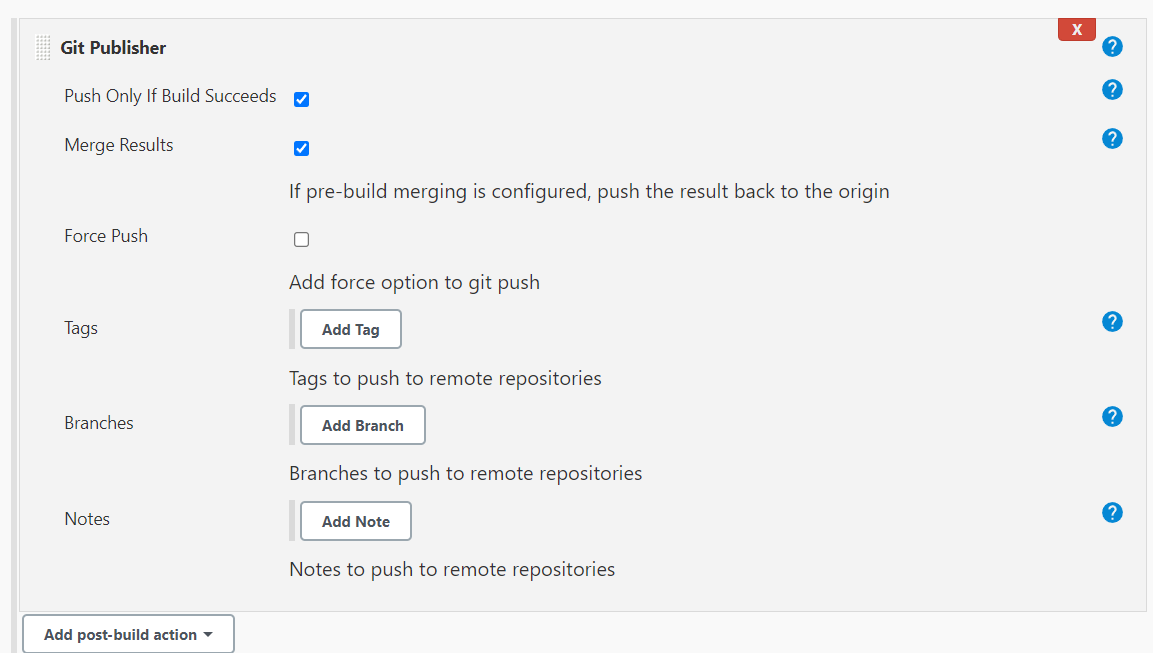 X
Git Publisher
?
Push Only If Build Succeeds
?
Merge Results
?
If pre-build merging is configured, push the result back to the origin
Force Push
Add force option to git push
Tags
Add Tag
?
Tags to push to remote repositories
Branches
Add Branch
?
Branches to push to remote repositories
Notes
Add Note
?
Notes to push to remote repositories
Add post-build action